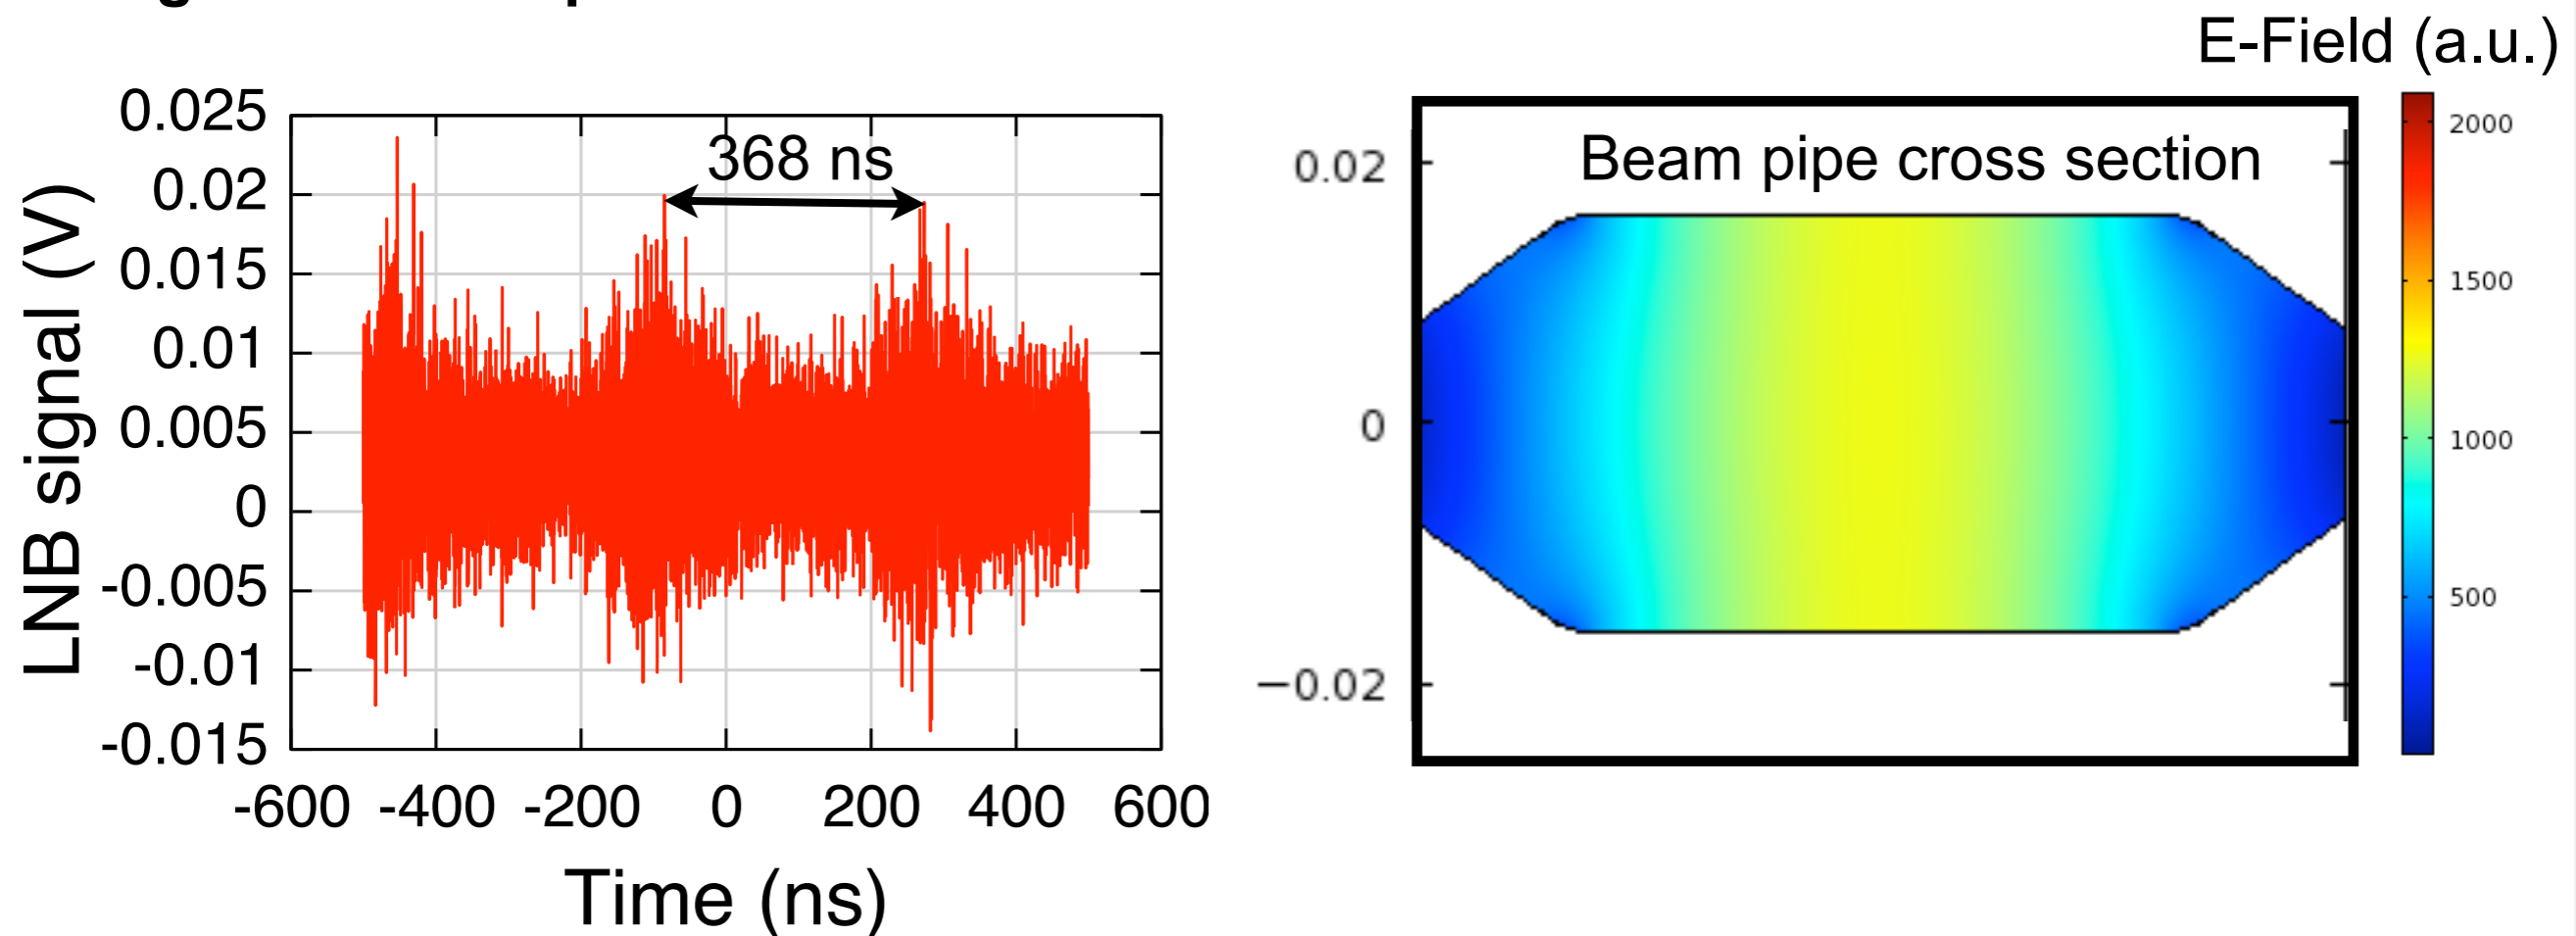 E-Field (a.u.)
0.025
0.02
0.015
0.01
0.005
0
-0.005
-0.01
-0.015
LNB signal (V)
368 ns
-600 -400 -200 0 200 400 600
Time (ns)
Beam pipe cross section
0.02
0
−0.02
2000
1500
1000
500